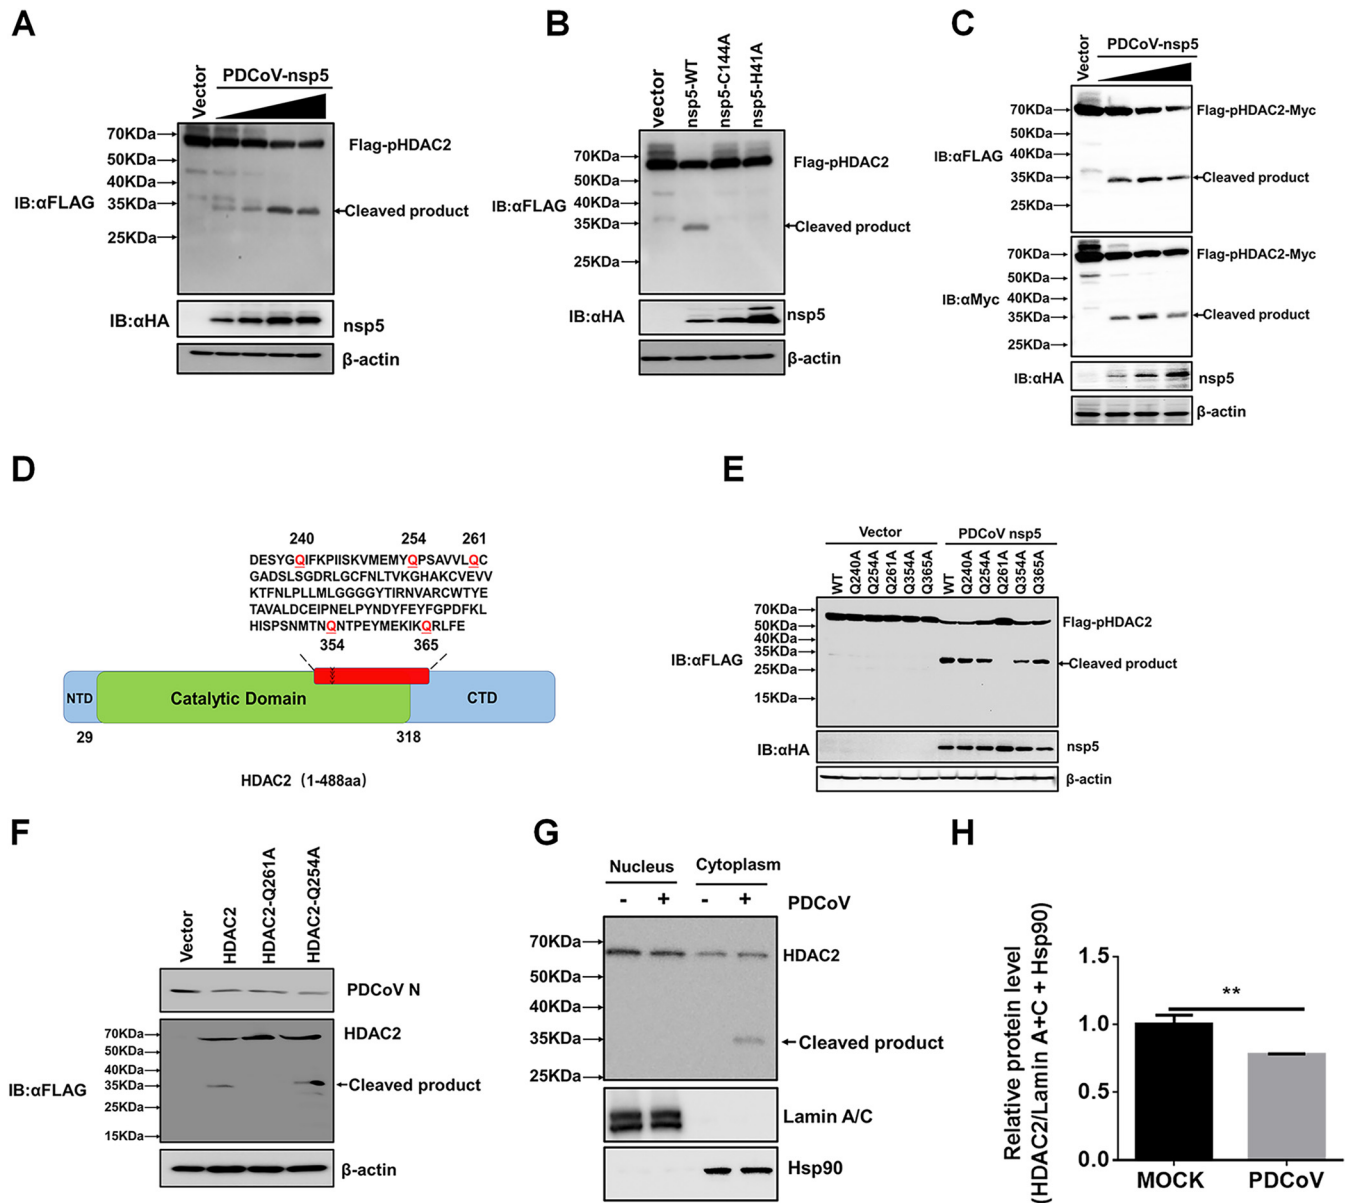 A
Vector
PDCoV-nsp5
70KDa
50KDa
40KDa
35KDa
25KDa
IB:αFLAG
Flag-pHDAC2
Cleaved product
IB:αHA
nsp5
β-actin
B
vector
nsp5-WT
nsp5-C144A
nsp5-H41A
70KDa
50KDa
40KDa
35KDa
25KDa
IB:αFLAG
Flag-pHDAC2
Cleaved product
IB:αHA
nsp5
β-actin
C
Vector
PDCoV-nsp5
70KDa
50KDa
40KDa
35KDa
25KDa
IB:αFLAG
Flag-pHDAC2-Myc
Cleaved product
70KDa
50KDa
40KDa
35KDa
25KDa
IB:αMyc
Flag-pHDAC2-Myc
Cleaved product
IB:αHA
nsp5
β-actin
D
240 254 261
DESYGQIFKPIISKVMEMYQPSAVVLQC
GADSLSGDRLGCFNLTVKGHAKCVEVV
KTFNLPLLMLGGGGYTIRNVARCWTYE
TAVALDCEIPNELPYNDYFEYFGPDFKL
HISPSNMTNQNTPEYMEKIKQRLFE
354 365
NTD Catalytic Domain CTD
29 318
HDAC2 (1-488aa)
E
Vector PDCoV nsp5
WT Q240A Q254A Q261A Q354A Q365A WT Q240A Q254A Q261A Q354A Q365A
70KDa
50KDa
40KDa
35KDa
25KDa
15KDa
IB:αFLAG
Flag-pHDAC2
Cleaved product
IB:αHA
nsp5
β-actin
F
Vector
HDAC2
HDAC2-Q261A
HDAC2-Q254A
PDCoV N
70KDa
50KDa
40KDa
35KDa
25KDa
15KDa
IB:αFLAG
HDAC2
Cleaved product
β-actin
G
Nucleus Cytoplasm
- + - + PDCoV
70KDa
50KDa
40KDa
35KDa
25KDa
HDAC2
Cleaved product
Lamin A/C
Hsp90
H
Relative protein level
(HDAC2/Lamin A+C + Hsp90)
1.5
1.0
0.5
0.0
**
MOCK PDCoV